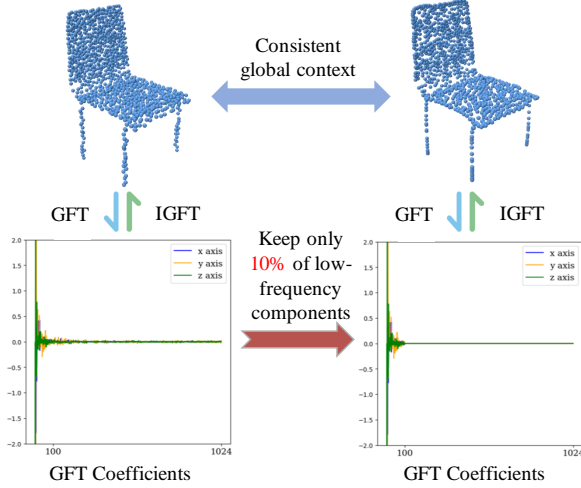 Consistent
global context
GFT
IGFT
GFT
IGFT
2.0
1.5
1.0
0.5
0.0
−0.5
−1.0
−1.5
−2.0
x axis
y axis
z axis
100
1024
GFT Coefficients
Keep only
10% of low-
frequency
components
2.0
1.5
1.0
0.5
0.0
−0.5
−1.0
−1.5
−2.0
x axis
y axis
z axis
100
1024
GFT Coefficients